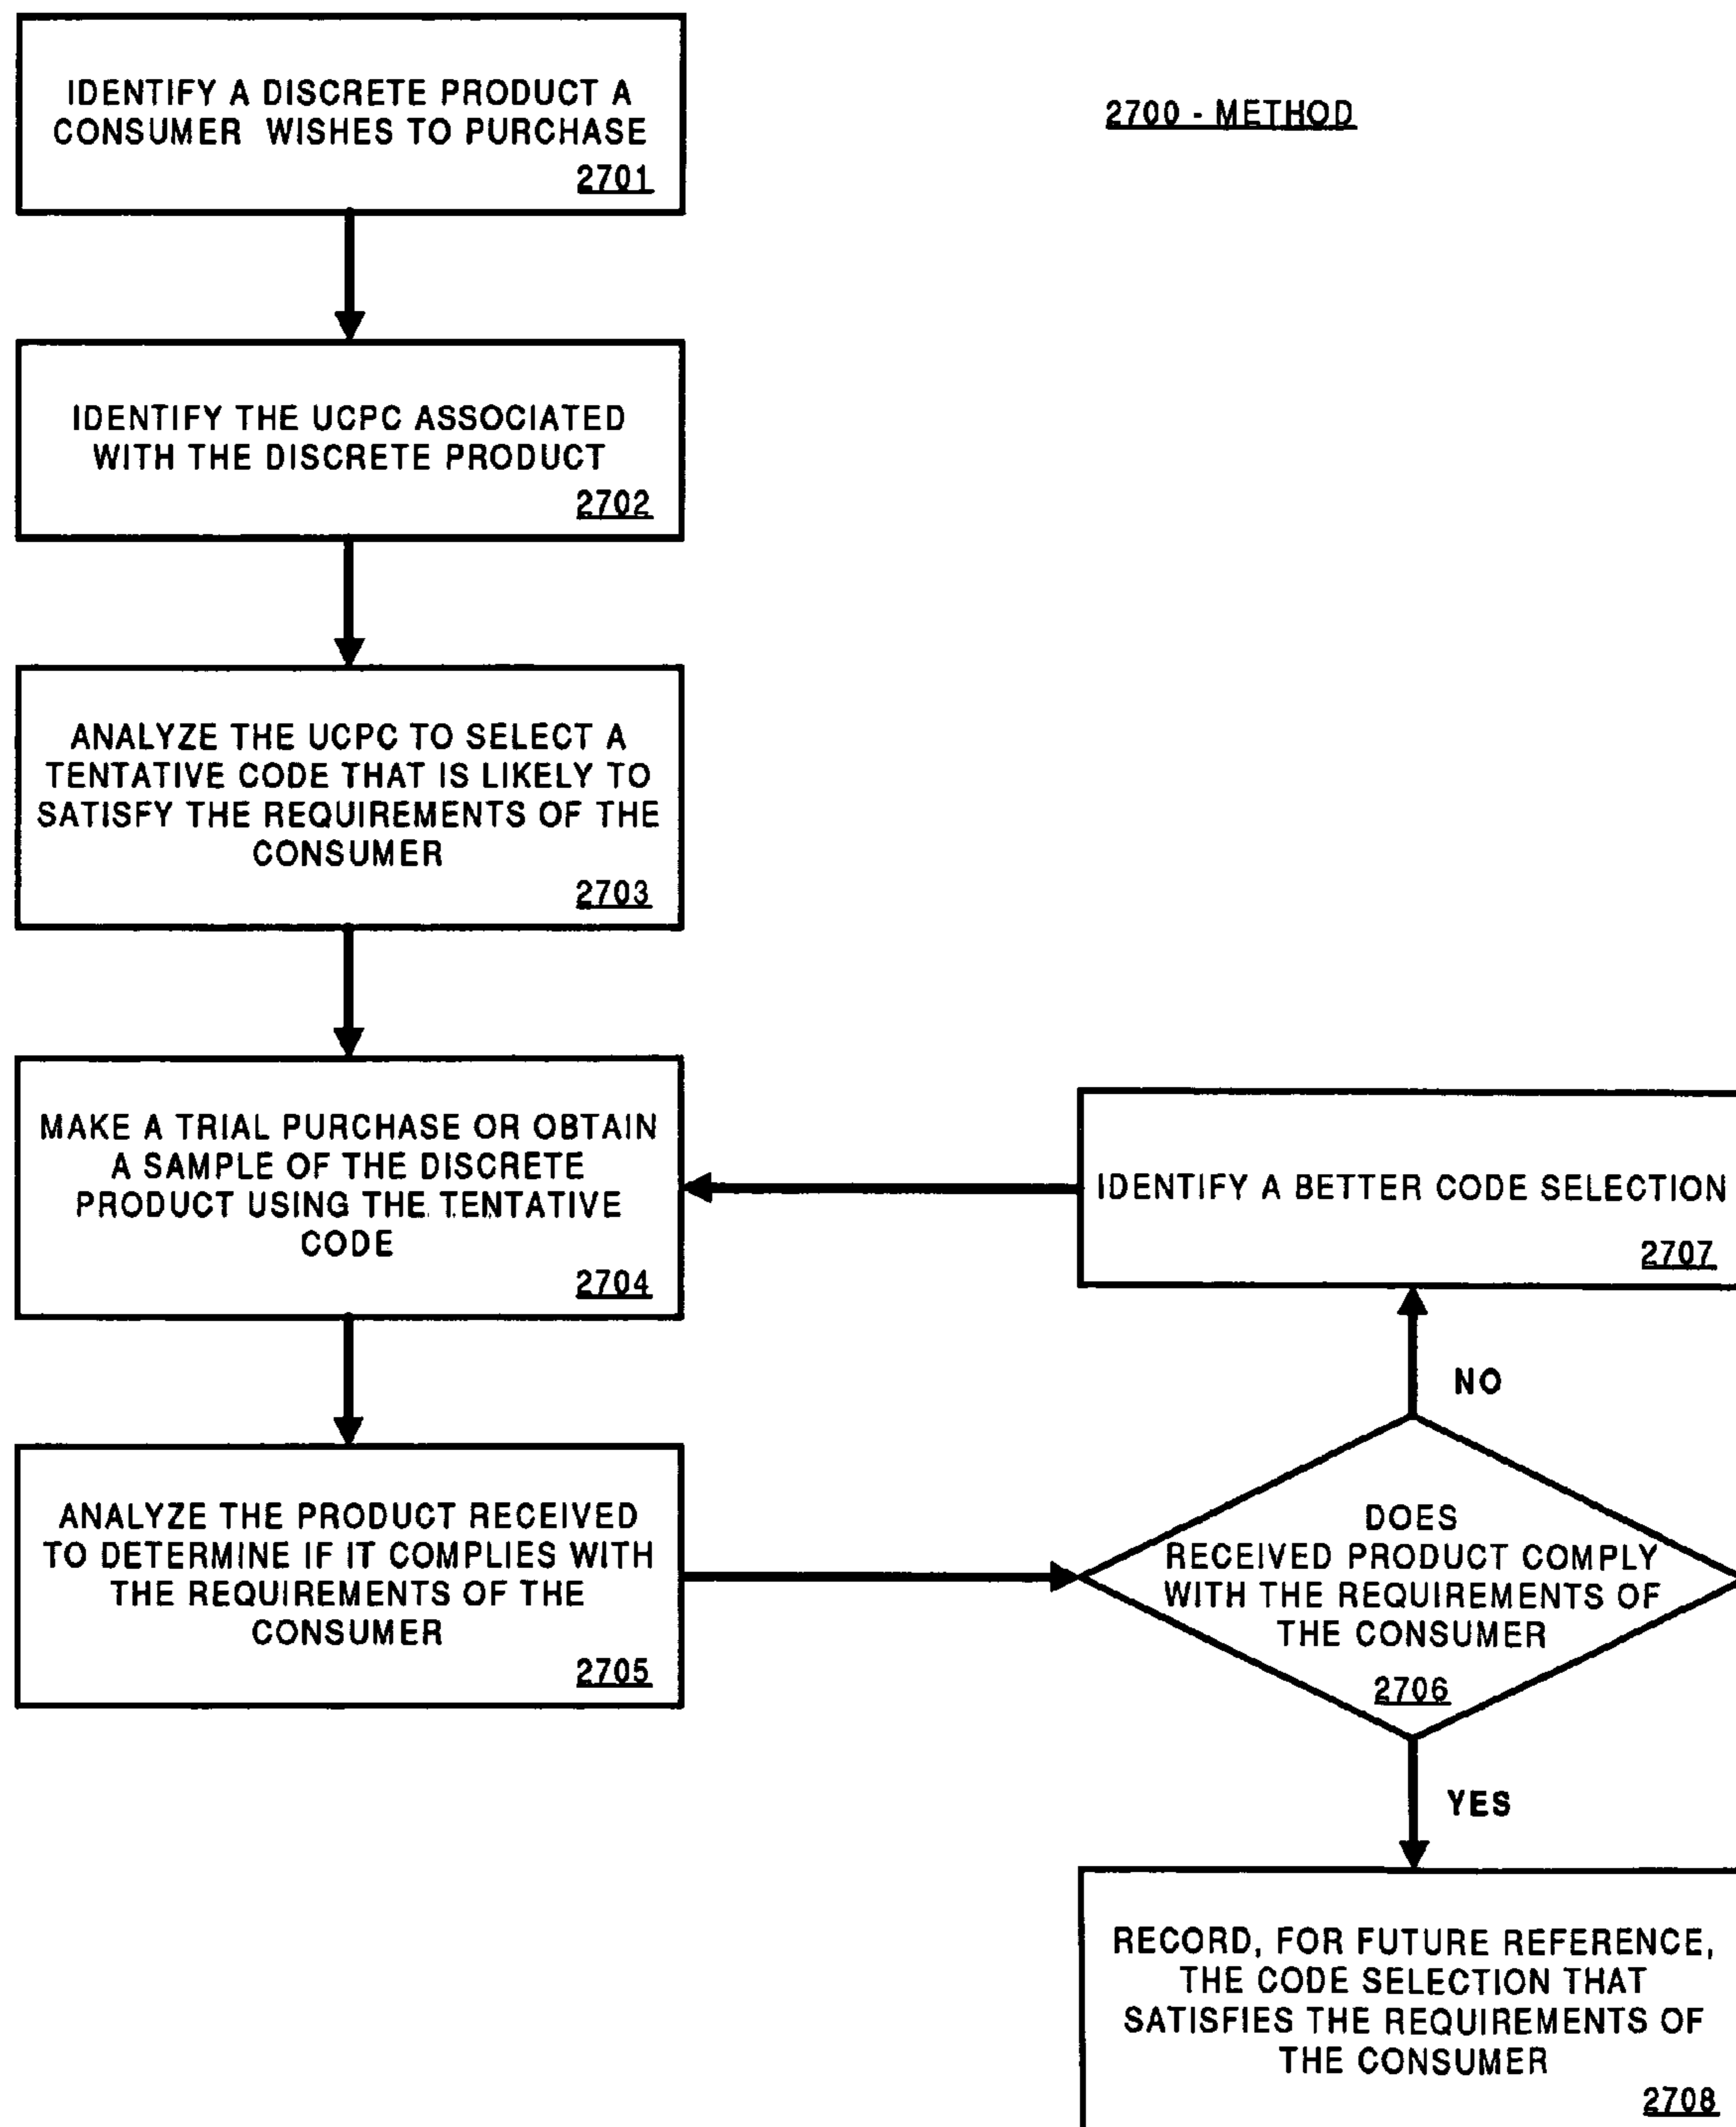 IDENTIFY A DISCRETE PRODUCT A
CONSUMER WISHES TO PURCHASE
2701
2700 - METHOD
IDENTIFY THE UCPC ASSOCIATED
WITH THE DISCRETE PRODUCT
2702
ANALYZE THE UCPC TO SELECT A
TENTATIVE CODE THAT IS LIKELY TO
SATISFY THE REQUIREMENTS OF THE
CONSUMER
2703
MAKE A TRIAL PURCHASE OR OBTAIN
A SAMPLE OF THE DISCRETE
PRODUCT USING THE TENTATIVE
CODE
2704
ANALYZE THE PRODUCT RECEIVED
TO DETERMINE IF IT COMPLIES WITH
THE REQUIREMENTS OF THE
CONSUMER
2705
DOES
RECEIVED PRODUCT COMPLY
WITH THE REQUIREMENTS OF
THE CONSUMER
2706
NO
IDENTIFY A BETTER CODE SELECTION
2707
YES
RECORD, FOR FUTURE REFERENCE,
THE CODE SELECTION THAT
SATISFIES THE REQUIREMENTS OF
THE CONSUMER
2708